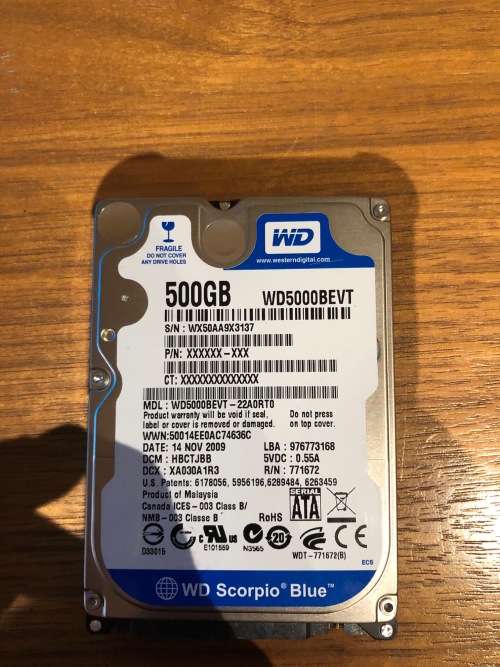 FRAGILE
DO NOT COVER
ANY DRIVE HOLES
WD
www.westerndigital.com
500GB WD5000BEVT
S/N : WX50AA9X3137
P/N: XXXXXX-XXX
CT: XXXXXXXXXXXXXX
MDL : WD5000BEVT-22A0RT0
Product warranty will be void if seal, Do not press
label or cover is removed or damaged. on top cover.
WWN:50014EE0AC74636C
DATE: 14 NOV 2009 LBA : 976773168
DCM : HBCTJBB 5VDC : 0.55A
DCX : XA030A1R3 R/N : 771672
U.S. Patents: 6178056, 5956196,6289484, 6263459
Product of Malaysia
Canada ICES-003 Class B/
NMB-003 Classe B RoHS SERIAL ATA
c US 20 CE
D33015 E101559 N3565 WDT-771672(B)
ECS
WD Scorpio® Blue™